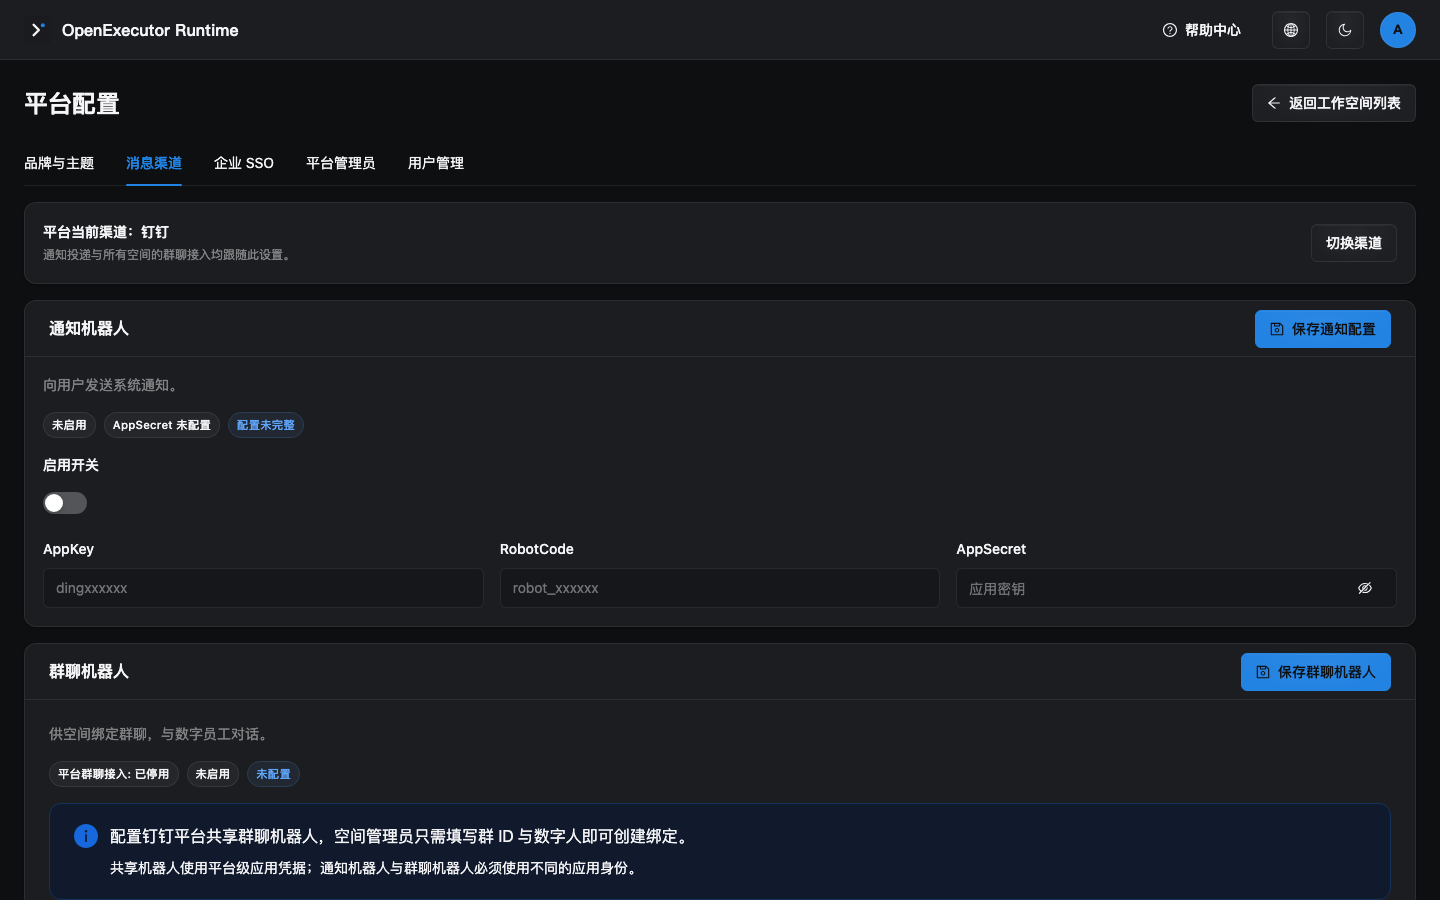 OpenExecutor Runtime
帮助中心
A
平台配置
返回工作空间列表
品牌与主题
消息渠道
企业 SSO
平台管理员
用户管理
平台当前渠道：钉钉
通知投递与所有空间的群聊接入均跟随此设置。
切换渠道
通知机器人
保存通知配置
向用户发送系统通知。
未启用
AppSecret 未配置
配置未完整
启用开关
AppKey
RobotCode
AppSecret
dingxxxxxx
robot_xxxxxx
应用密钥
群聊机器人
保存群聊机器人
供空间绑定群聊，与数字员工对话。
平台群聊接入: 已停用
未启用
未配置
配置钉钉平台共享群聊机器人，空间管理员只需填写群 ID 与数字人即可创建绑定。
共享机器人使用平台级应用凭据；通知机器人与群聊机器人必须使用不同的应用身份。